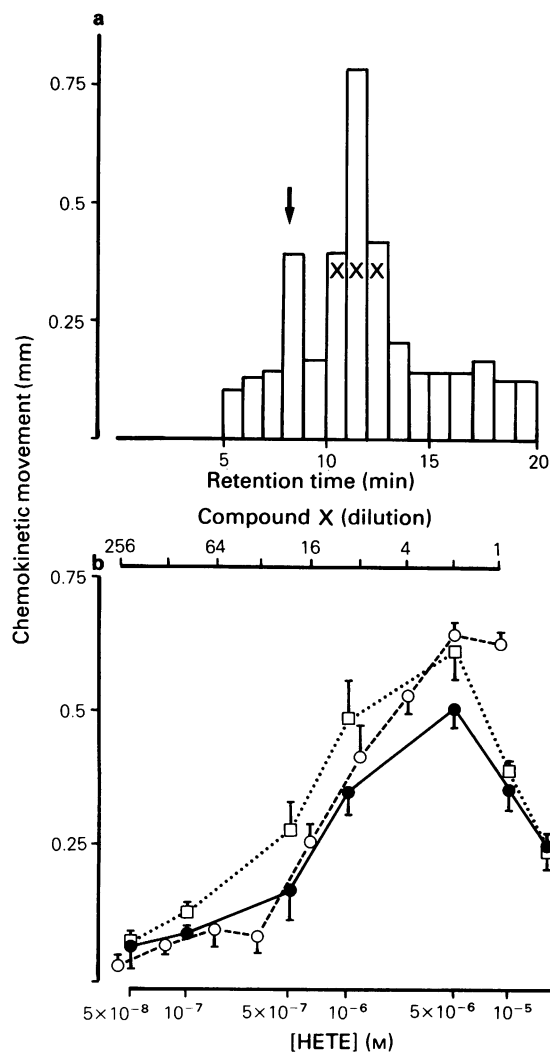 a
0.75
0.5
0.25
X X X
5 10 15 20
Retention time (min)
Chemokinetic movement (mm)
Compound X (dilution)
256 64 16 4 1
b
0.75
0.5
0.25
5×10⁻⁸ 10⁻⁷ 5×10⁻⁷ 10⁻⁶ 5×10⁻⁶ 10⁻⁵
[HETE] (M)